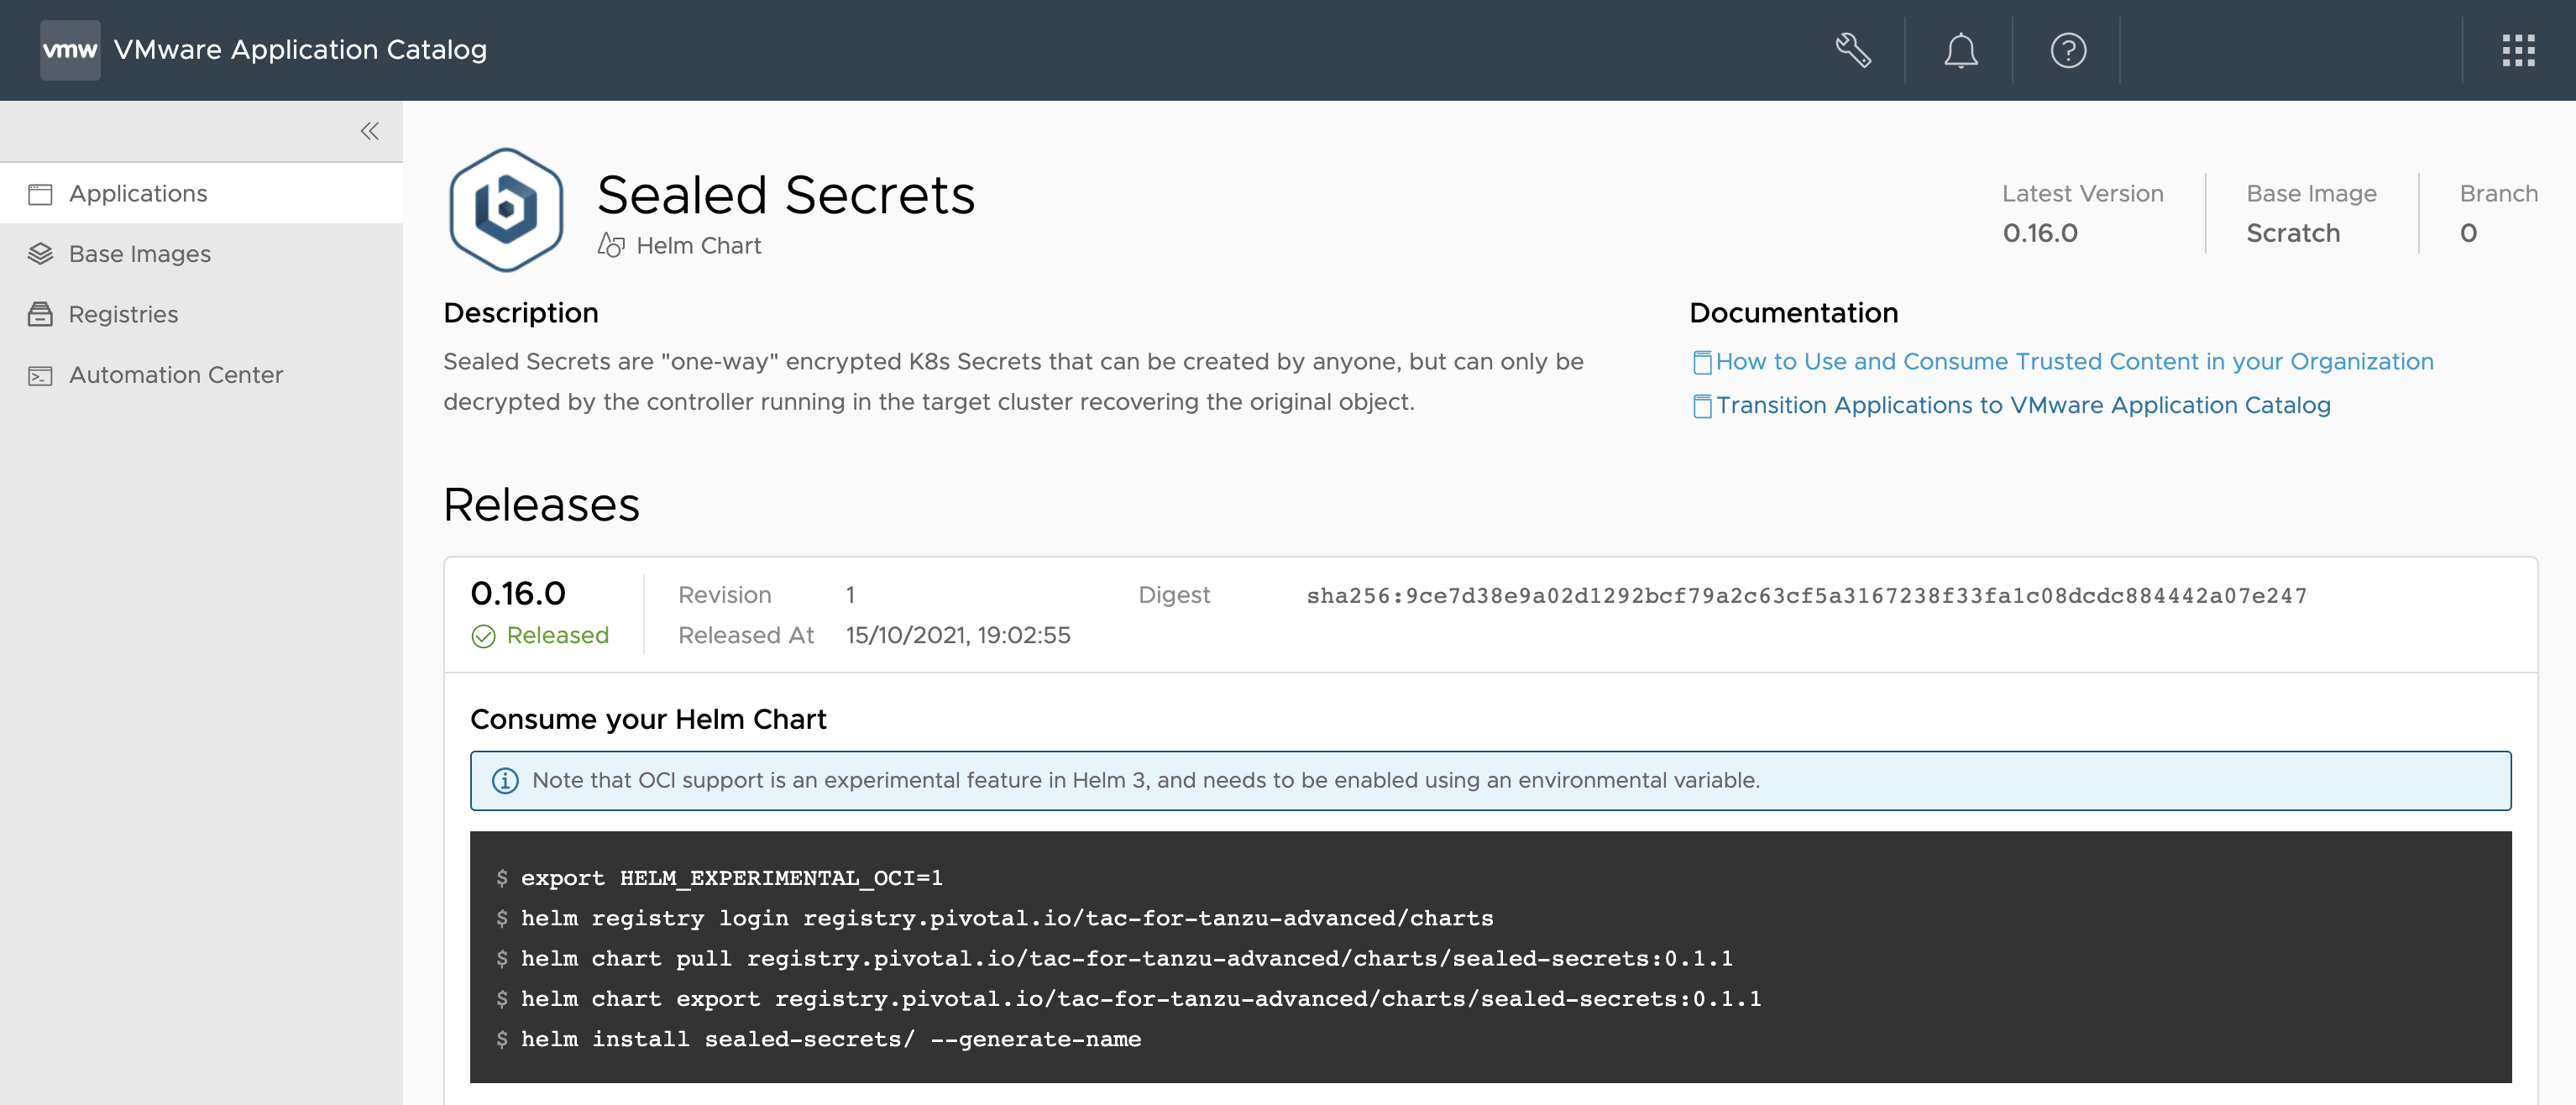 vmw VMware Application Catalog
Applications
Base Images
Registries
Automation Center
Sealed Secrets
Helm Chart
Latest Version
0.16.0
Base Image
Scratch
Branch
0
Description
Sealed Secrets are "one-way" encrypted K8s Secrets that can be created by anyone, but can only be
decrypted by the controller running in the target cluster recovering the original object.
Documentation
How to Use and Consume Trusted Content in your Organization
Transition Applications to VMware Application Catalog
Releases
0.16.0
Released
Revision 1
Released At 15/10/2021, 19:02:55
Digest sha256:9ce7d38e9a02d1292bcf79a2c63cf5a3167238f33fa1c08dcdc884442a07e247
Consume your Helm Chart
Note that OCI support is an experimental feature in Helm 3, and needs to be enabled using an environmental variable.
$ export HELM_EXPERIMENTAL_OCI=1
$ helm registry login registry.pivotal.io/tac-for-tanzu-advanced/charts
$ helm chart pull registry.pivotal.io/tac-for-tanzu-advanced/charts/sealed-secrets:0.1.1
$ helm chart export registry.pivotal.io/tac-for-tanzu-advanced/charts/sealed-secrets:0.1.1
$ helm install sealed-secrets/ --generate-name